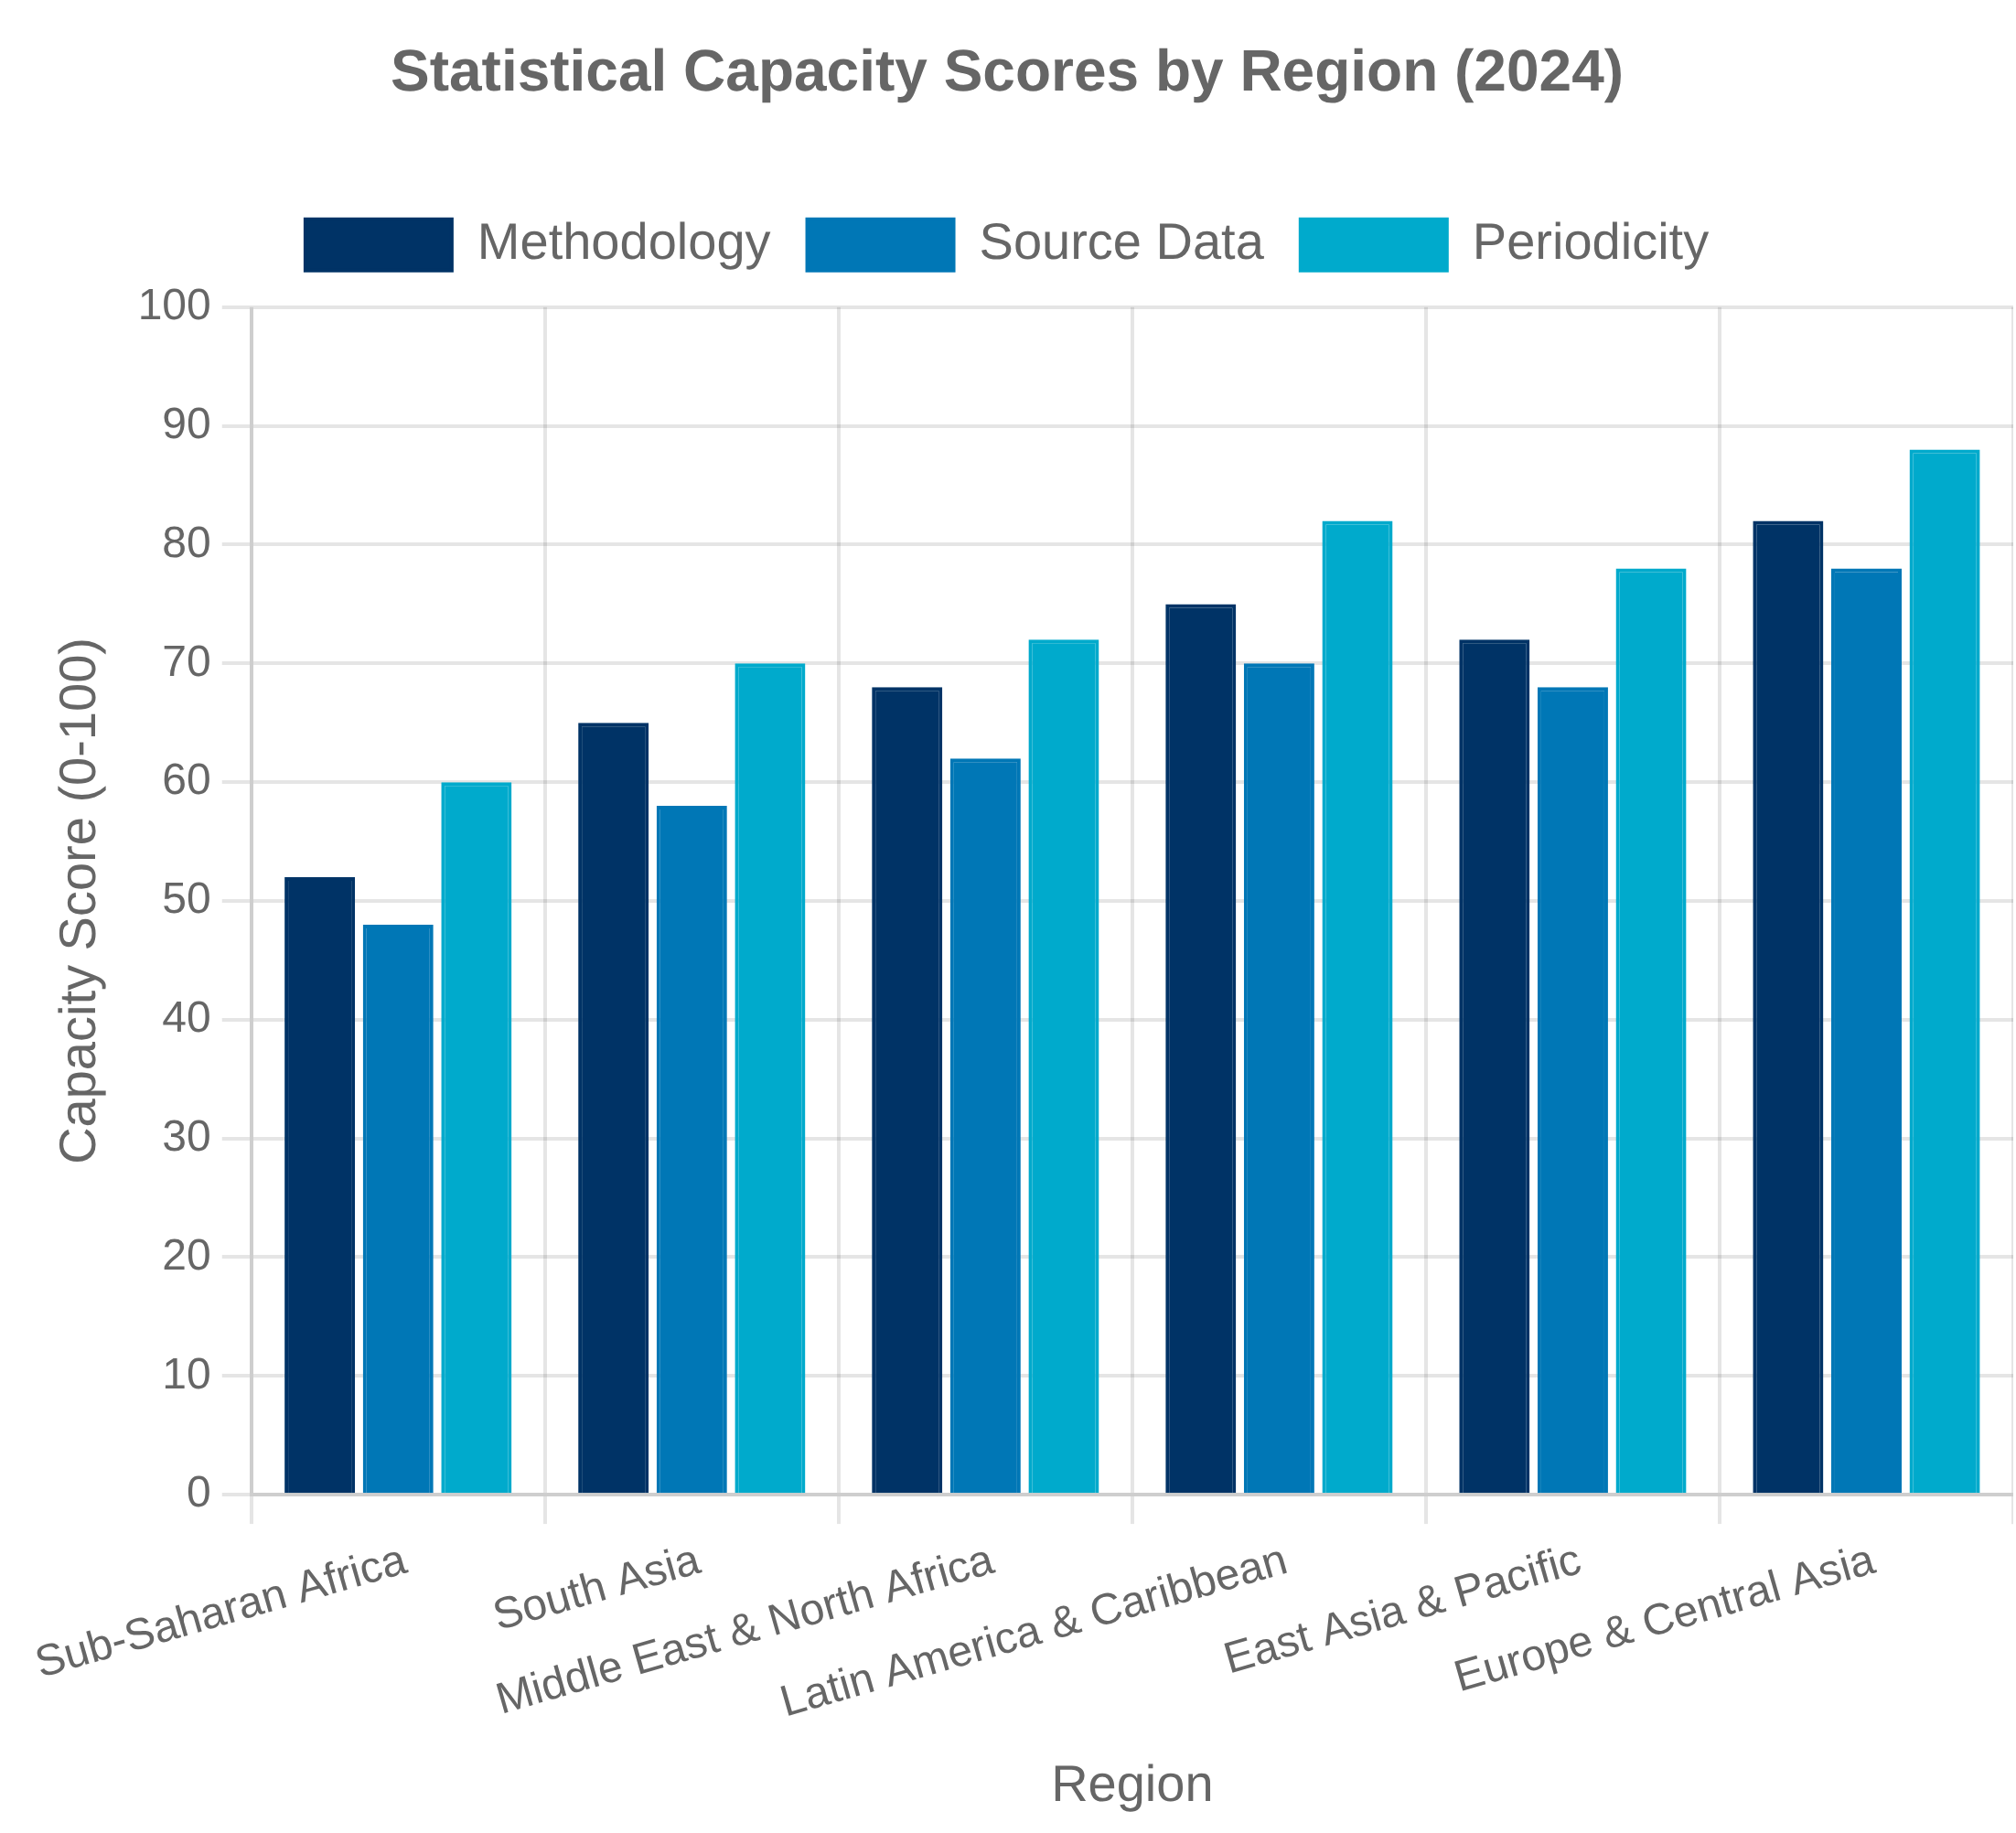 Statistical Capacity Scores by Region (2024)
Methodology Source Data Periodicity
100
90
80
70
60
50
40
30
20
10
0
Capacity Score (0-100)
Sub-Saharan Africa
South Asia
Middle East & North Africa
Latin America & Caribbean
East Asia & Pacific
Europe & Central Asia
Region